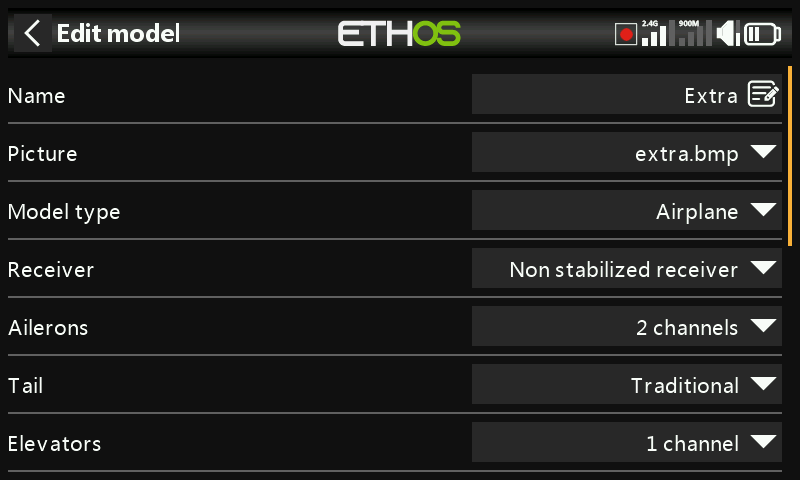 Edit model
ETHOS
2.4G
900M
Name Extra
Picture extra.bmp
Model type Airplane
Receiver Non stabilized receiver
Ailerons 2 channels
Tail Traditional
Elevators 1 channel